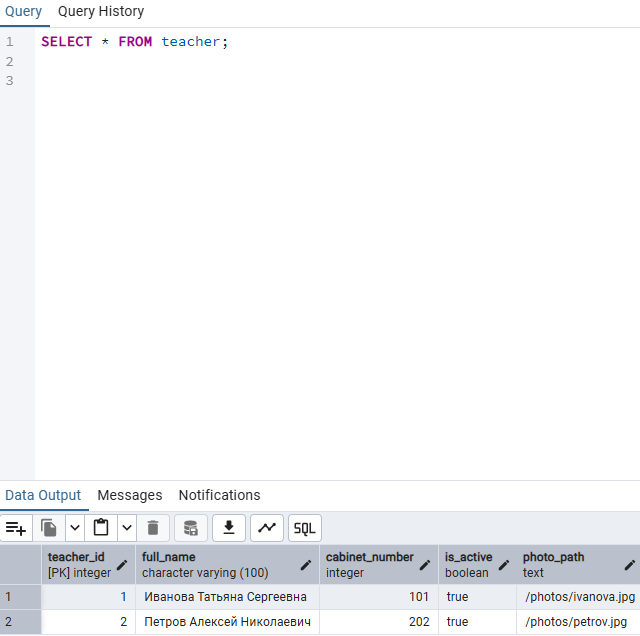 Query Query History
1 SELECT * FROM teacher;
2
3
Data Output Messages Notifications
SQL
teacher_id full_name cabinet_number is_active photo_path
[PK] integer character varying (100) integer boolean text
1 1 Иванова Татьяна Сергеевна 101 true /photos/ivanova.jpg
2 2 Петров Алексей Николаевич 202 true /photos/petrov.jpg